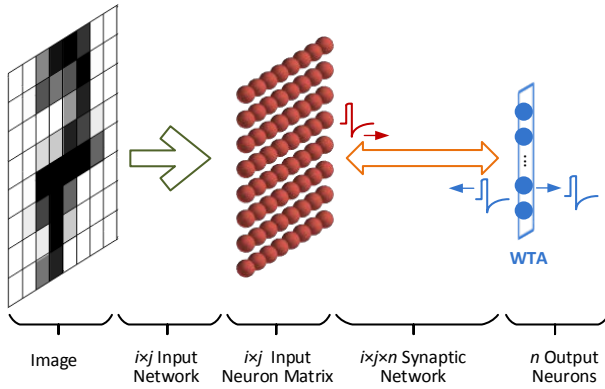 WTA
Image
i×j Input
Network
i×j Input
Neuron Matrix
i×j×n Synaptic
Network
n Output
Neurons